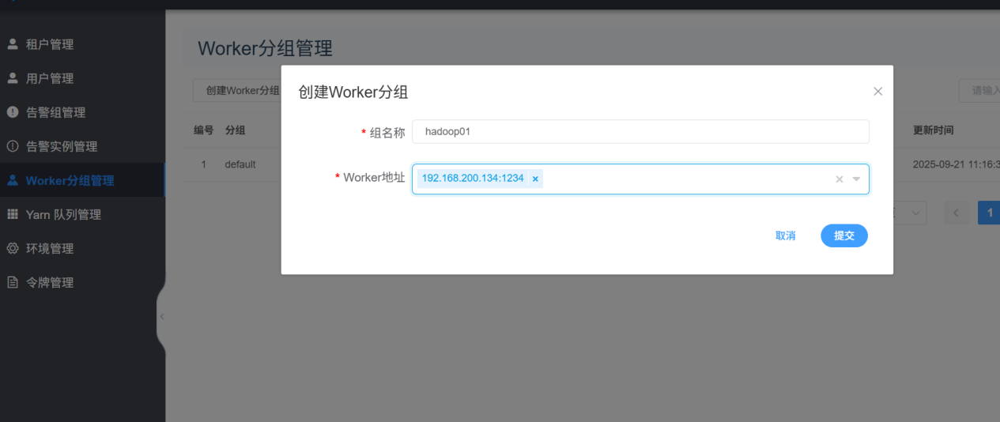 租户管理
用户管理
告警组管理
告警实例管理
Worker分组管理
Yarn 队列管理
环境管理
令牌管理
Worker分组管理
创建Worker分组
请输入
编号 分组 更新时间
1 default 2025-09-21 11:16:3
1
创建Worker分组
* 组名称 hadoop01
* Worker地址 192.168.200.134:1234 ×
取消 提交